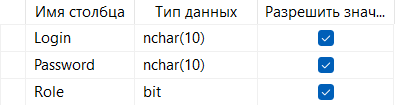 Имя столбца Тип данных Разрешить знач...
Login nchar(10)
Password nchar(10)
Role bit